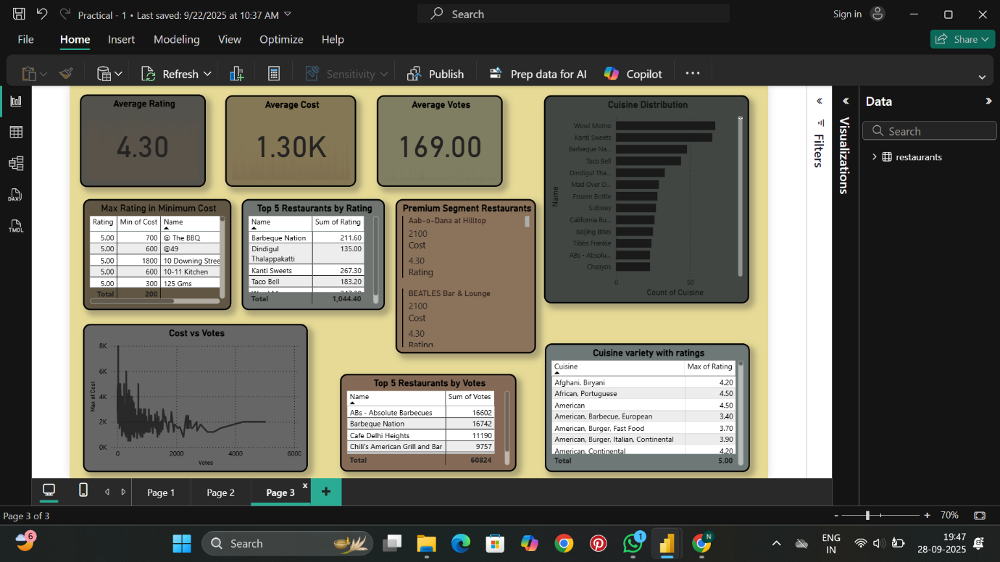 Practical - 1 • Last saved: 9/22/2025 at 10:37 AM
Search
Sign in
File
Home
Insert
Modeling
View
Optimize
Help
Share
Refresh
Sensitivity
Publish
Prep data for AI
Copilot
Average Rating
4.30
Average Cost
1.30K
Average Votes
169.00
Cuisine Distribution
Name
Wow! Momo
Kanti Sweets
Barbeque Na...
Taco Bell
Dindigul Tha...
Mad Over D...
Frozen Bottle
Subway
California Bu...
Beijing Bites
Tibbs Frankie
ABs - Absolu...
Chaayos
0 50
Count of Cuisine
Max Rating in Minimum Cost
Rating Min of Cost Name
5.00 700 @ The BBQ
5.00 600 @49
5.00 1800 10 Downing Stree
5.00 600 10-11 Kitchen
5.00 300 125 Gms
Total 200
Top 5 Restaurants by Rating
Name Sum of Rating
Barbeque Nation 211.60
Dindigul 135.00
Thalappakatti
Kanti Sweets 267.30
Taco Bell 183.20
Total 1,044.40
Premium Segment Restaurants
Aab-o-Dana at Hilltop
2100
Cost
4.30
Rating
BEATLES Bar & Lounge
2100
Cost
4.30
Rating
Cost vs Votes
Max of Cost
8K
6K
4K
2K
0K
0 2000 4000 6000
Votes
Top 5 Restaurants by Votes
Name Sum of Votes
ABs - Absolute Barbecues 16602
Barbeque Nation 16742
Cafe Delhi Heights 11190
Chili's American Grill and Bar 9757
Total 60824
Cuisine variety with ratings
Cuisine Max of Rating
Afghani, Biryani 4.20
African, Portuguese 4.50
American 4.50
American, Barbecue, European 3.40
American, Burger, Fast Food 3.70
American, Burger, Italian, Continental 3.90
American, Continental 4.20
Total 5.00
Filters
Visualizations
Data
Search
restaurants
DAX
TMDL
Page 1
Page 2
Page 3
x
+
Page 3 of 3
- + 70%
6
Search
1
N
ENG
IN
19:47
28-09-2025